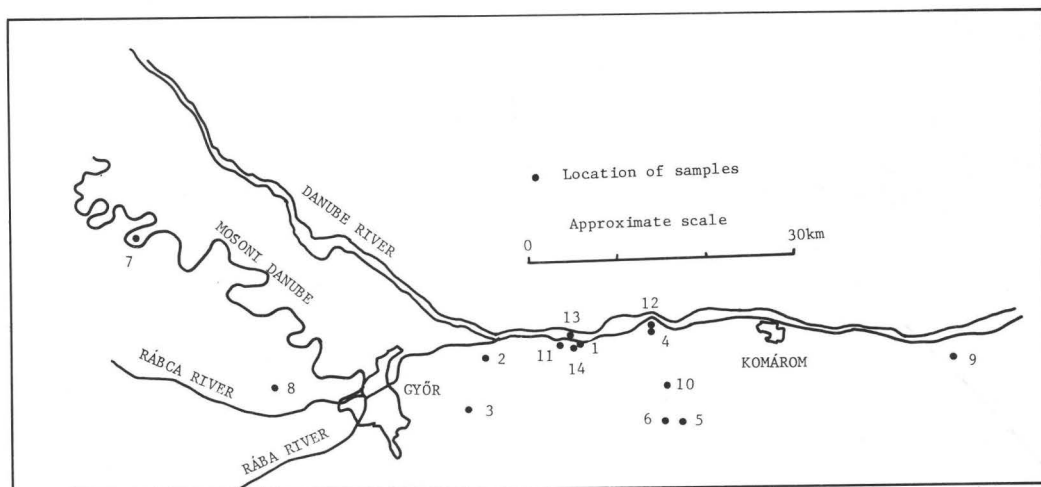 ● Location of samples
Approximate scale
0 30km
DANUBE RIVER
MOSONI DANUBE
7
12
13
4
11
14
1
2
KOMÁROM
9
RÁBCA RIVER
8
GYŐR
10
3
6
5
RÁBA RIVER